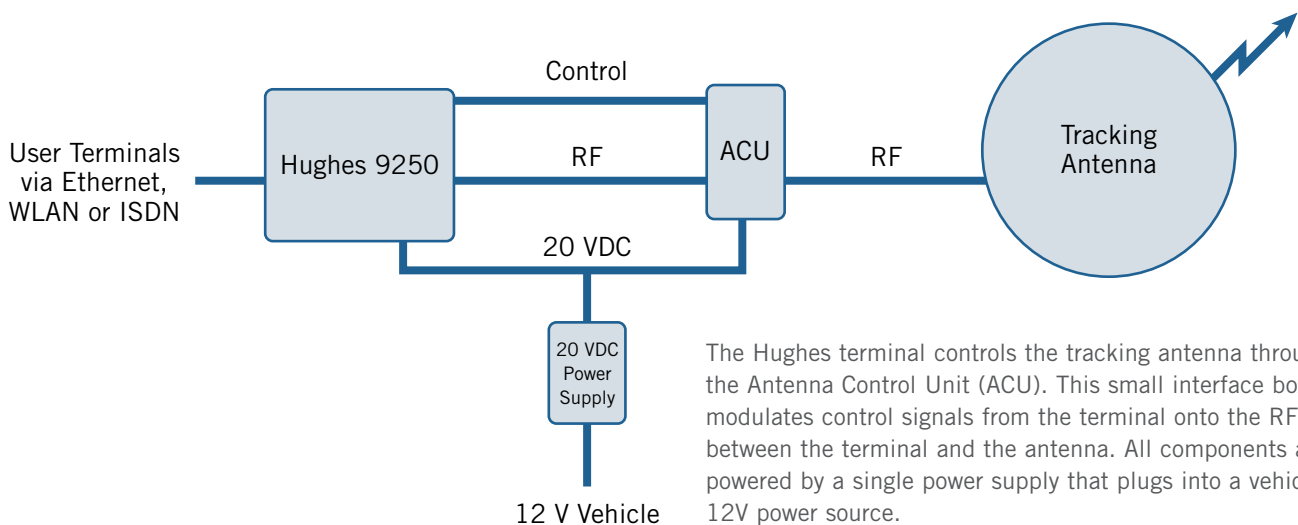 Control
User Terminals
via Ethernet,
WLAN or ISDN
Hughes 9250
RF
ACU
RF
Tracking
Antenna
20 VDC
20 VDC
Power
Supply
12 V Vehicle
The Hughes terminal controls the tracking antenna
the Antenna Control Unit (ACU). This small interface
modulates control signals from the terminal onto the RF
between the terminal and the antenna. All components
powered by a single power supply that plugs into a
12V power source.